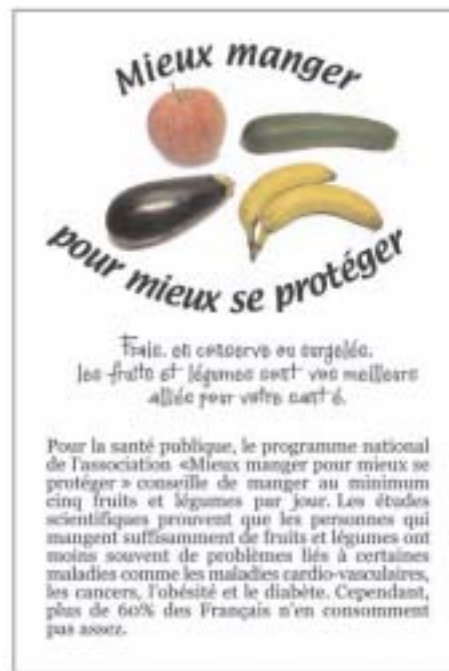 Mieux manger
pour mieux se protéger
Frais, en conserve ou surgelés,
les fruits et légumes sont vos meilleurs
alliés pour votre santé.
Pour la santé publique, le programme national
de l'association «Mieux manger pour mieux se
protéger» conseille de manger au minimum
cinq fruits et légumes par jour. Les études
scientifiques prouvent que les personnes qui
mangent suffisamment de fruits et légumes ont
moins souvent de problèmes liés à certaines
maladies comme les maladies cardio-vasculaires,
les cancers, l'obésité et le diabète. Cependant,
plus de 60% des Français n'en consomment
pas assez.